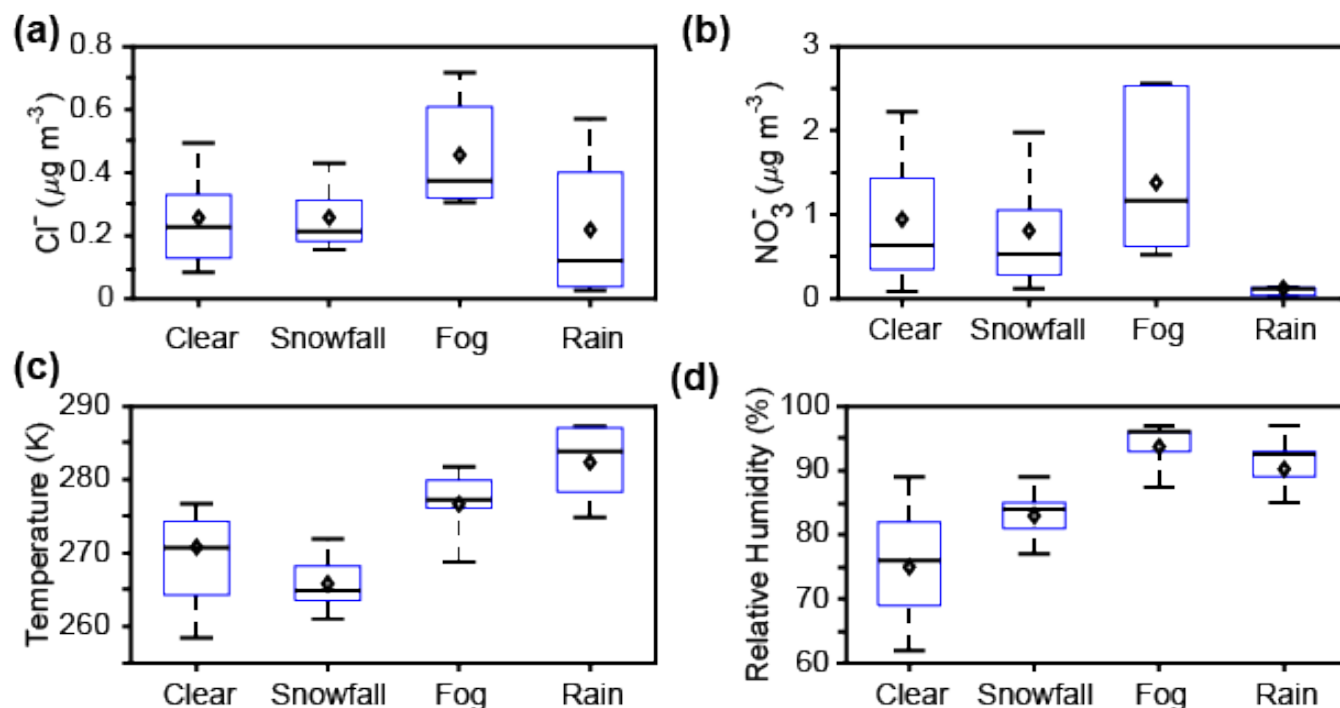 (a)
Cl⁻ (μg m⁻³)
0.8
0.6
0.4
0.2
0
Clear Snowfall Fog Rain
(b)
NO₃⁻ (μg m⁻³)
3
2
1
0
Clear Snowfall Fog Rain
(c)
Temperature (K)
290
280
270
260
Clear Snowfall Fog Rain
(d)
Relative Humidity (%)
100
90
80
70
60
Clear Snowfall Fog Rain